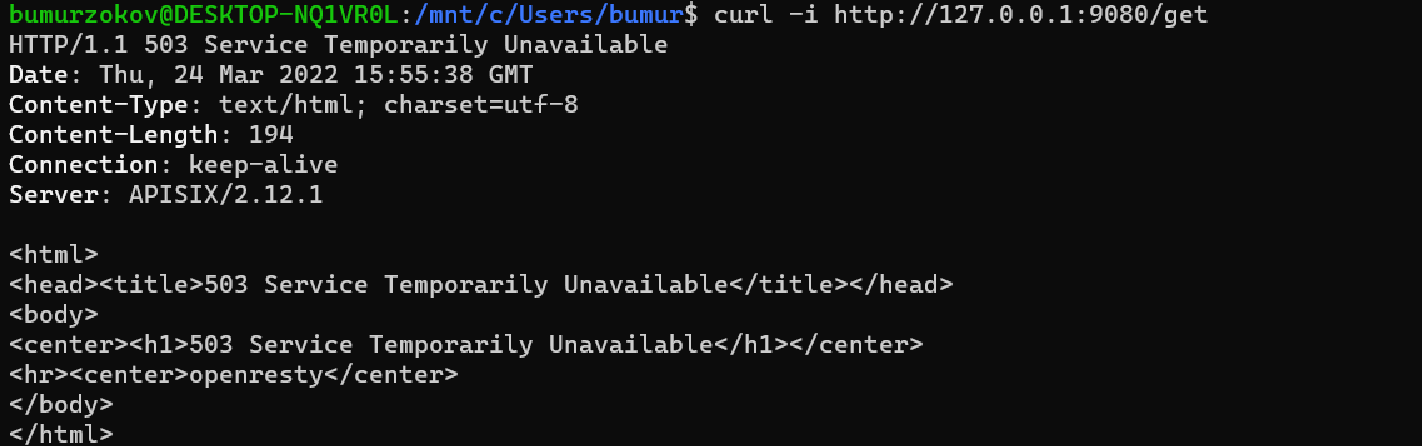 bumurzokov@DESKTOP-NQ1VR0L:/mnt/c/Users/bumur$ curl -i http://127.0.0.1:9080/get
HTTP/1.1 503 Service Temporarily Unavailable
Date: Thu, 24 Mar 2022 15:55:38 GMT
Content-Type: text/html; charset=utf-8
Content-Length: 194
Connection: keep-alive
Server: APISIX/2.12.1

<html>
<head><title>503 Service Temporarily Unavailable</title></head>
<body>
<center><h1>503 Service Temporarily Unavailable</h1></center>
<hr><center>openresty</center>
</body>
</html>